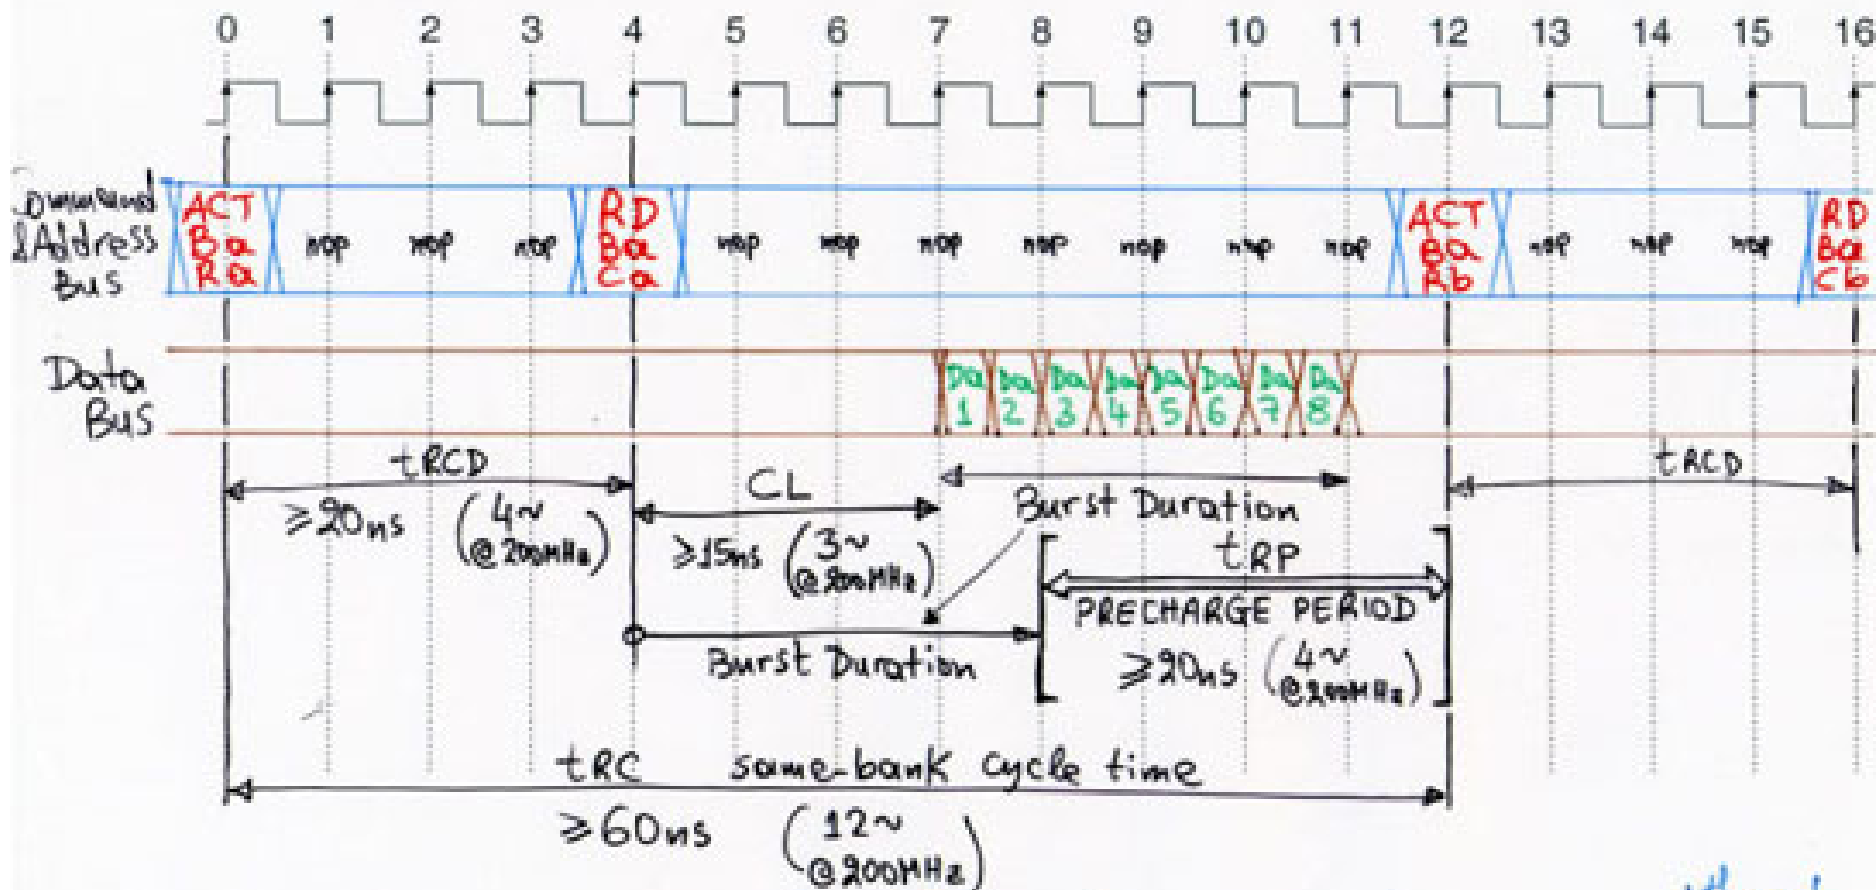 0 1 2 3 4 5 6 7 8 9 10 11 12 13 14 15 16
Command
&Address
Bus
ACT
Ba
Ra
nop nop nop
RD
Ba
Ca
nop nop nop nop nop nop nop
ACT
Ba
Rb
nop nop nop
RD
Ba
Cb
Data
Bus
Da 1 Da 2 Da 3 Da 4 Da 5 Da 6 Da 7 Da 8
tRCD
≥20ns (4~ @200MHz)
CL
≥15ns (3~ @200MHz)
Burst Duration
tRCD
tRP
PRECHARGE PERIOD
≥20ns (4~ @200MHz)
Burst Duration
tRC same-bank cycle time
≥60ns (12~ @200MHz)